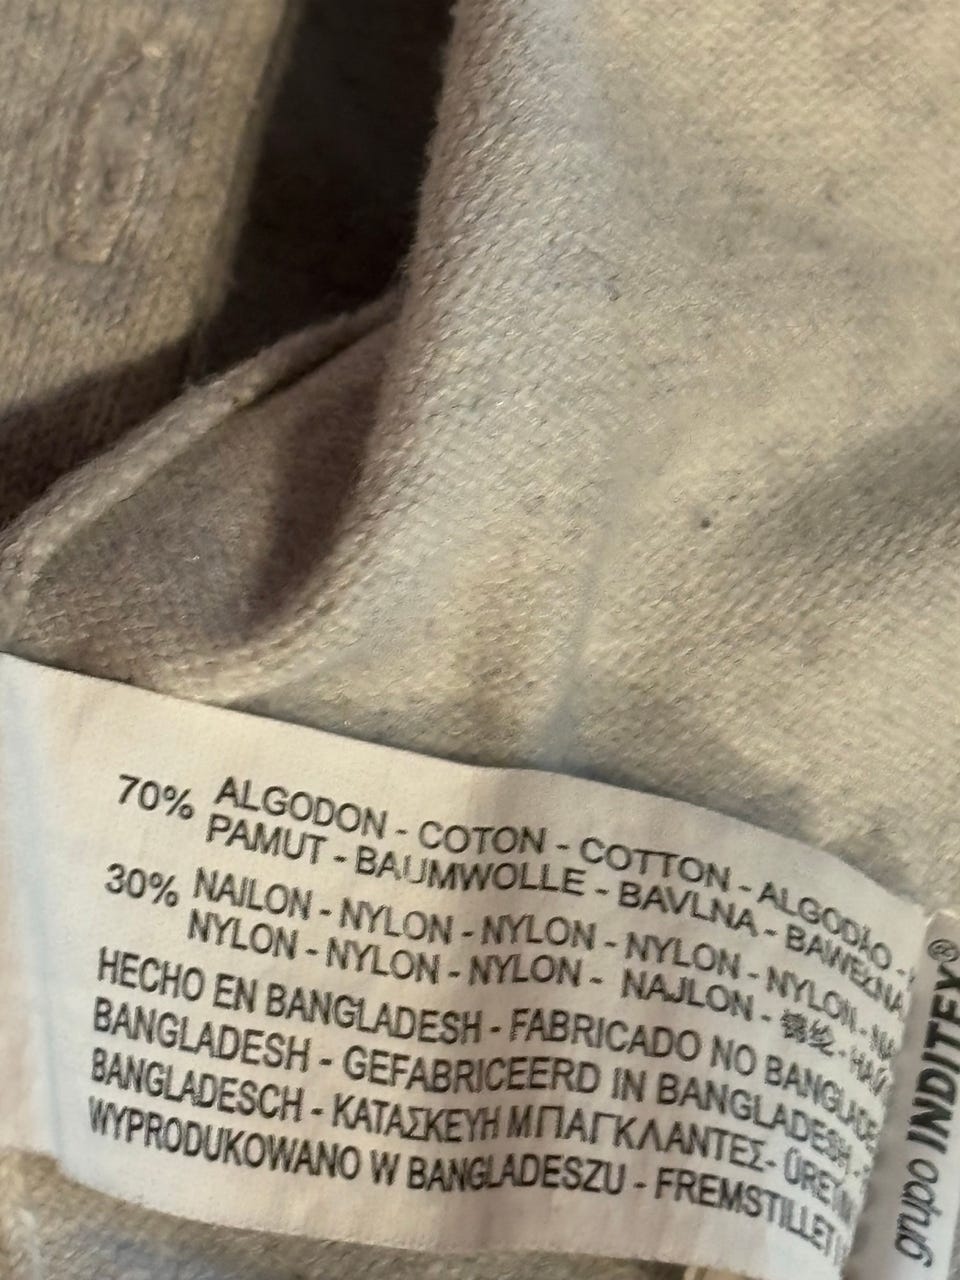 70% ALGODON - COTON - COTTON - ALGODÃO -
PAMUT - BAUMWOLLE - BAVLNA - BAWEŁNA
30% NAILON - NYLON - NYLON - NYLON - NYLON -
NYLON - NYLON - NYLON - NAJLON - 锦纶 -
HECHO EN BANGLADESH - FABRICADO NO
BANGLADESH - GEFABRICEERD IN BANGLADESH -
BANGLADESCH - ΚΑΤΑΣΚΕΥΗ ΜΠΑΓΚΛΑΝΤΕΣ -
WYPRODUKOWANO W BANGLADESZU - FREMSTILLET
grupo INDITEX®